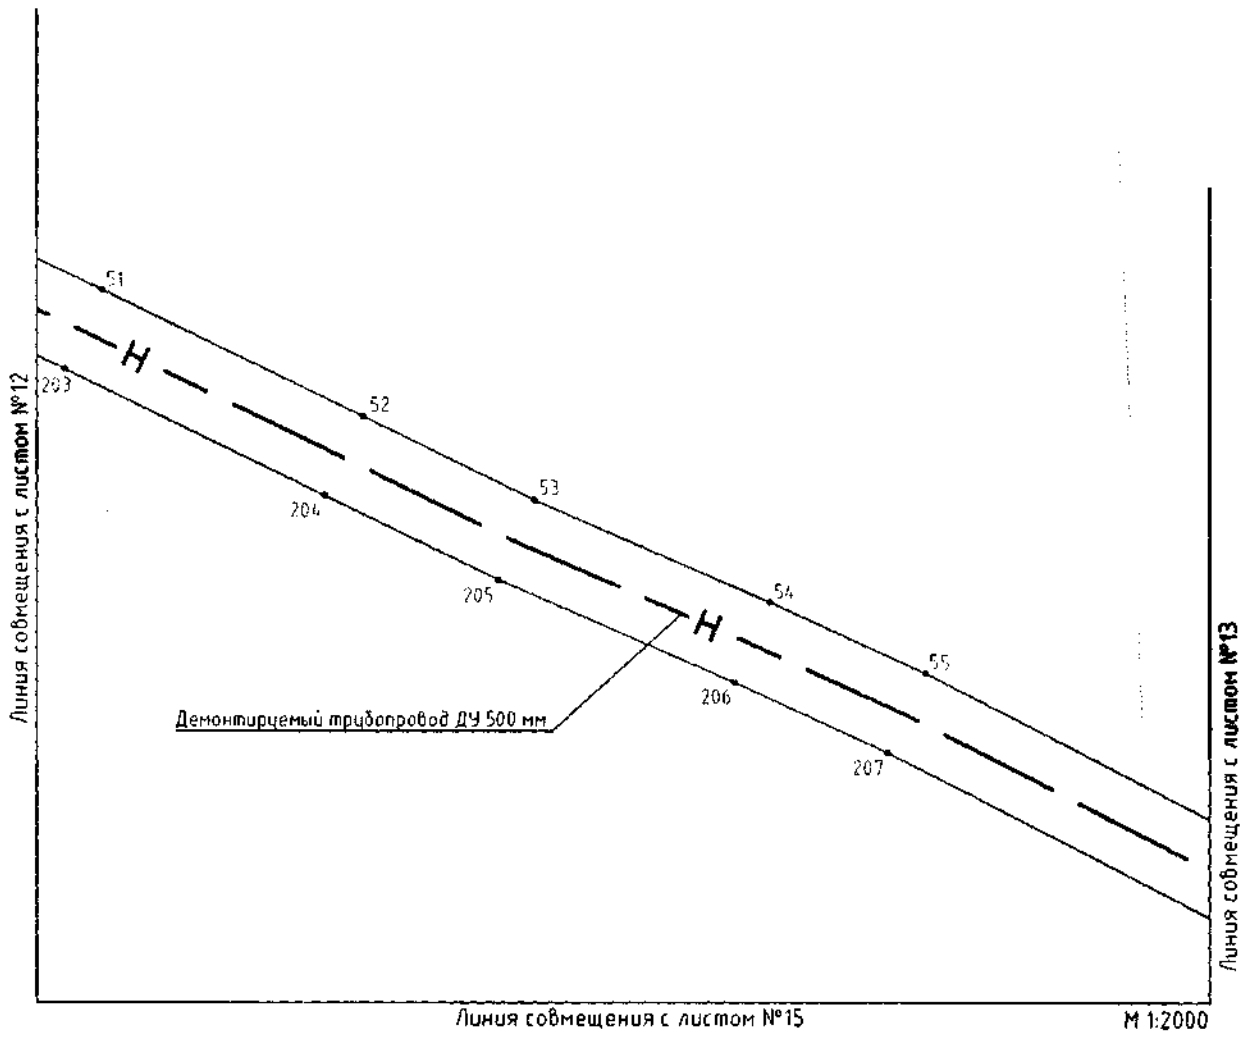 51
203
52
204
53
205
54
55
206
207
Демонтируемый трубопровод ДУ 500 мм
Линия совмещения с листом №12
Линия совмещения с листом №13
Линия совмещения с листом №15
М 1:2000
Н
Н